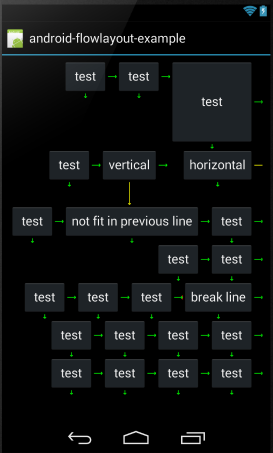 android-flowlayout-example
test test test
test vertical horizontal
test not fit in previous line test
test test
test test test break line
test test test test
test test test test